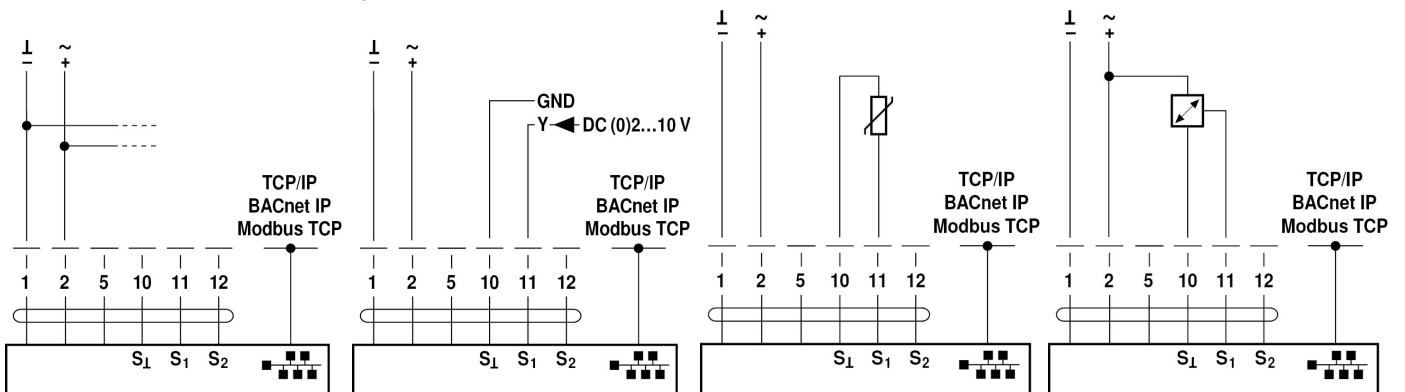 ⊥ ~
– +
TCP/IP
BACnet IP
Modbus TCP
1 2 5 10 11 12
S⊥ S1 S2
⊥ ~
– +
GND
Y DC (0)2...10 V
TCP/IP
BACnet IP
Modbus TCP
1 2 5 10 11 12
S⊥ S1 S2
⊥ ~
– +
TCP/IP
BACnet IP
Modbus TCP
1 2 5 10 11 12
S⊥ S1 S2
⊥ ~
– +
TCP/IP
BACnet IP
Modbus TCP
1 2 5 10 11 12
S⊥ S1 S2